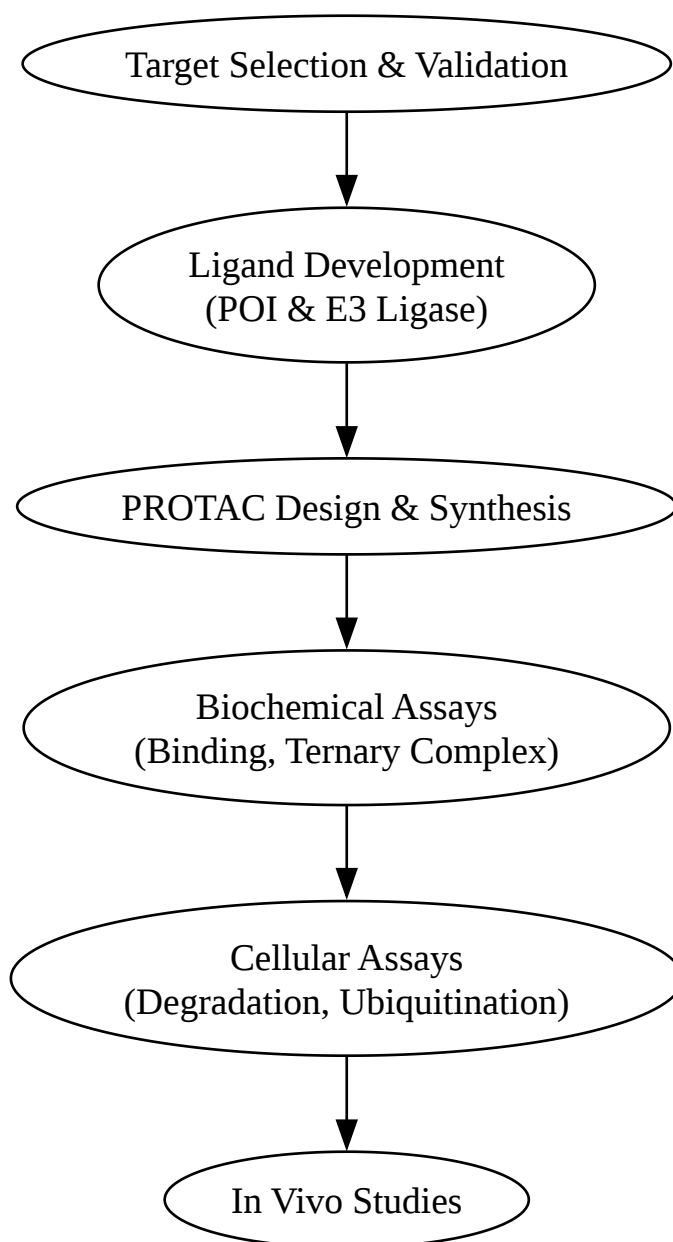 Target Selection & Validation
Ligand Development
(POI & E3 Ligase)
PROTAC Design & Synthesis
Biochemical Assays
(Binding, Ternary Complex)
Cellular Assays
(Degradation, Ubiquitination)
In Vivo Studies